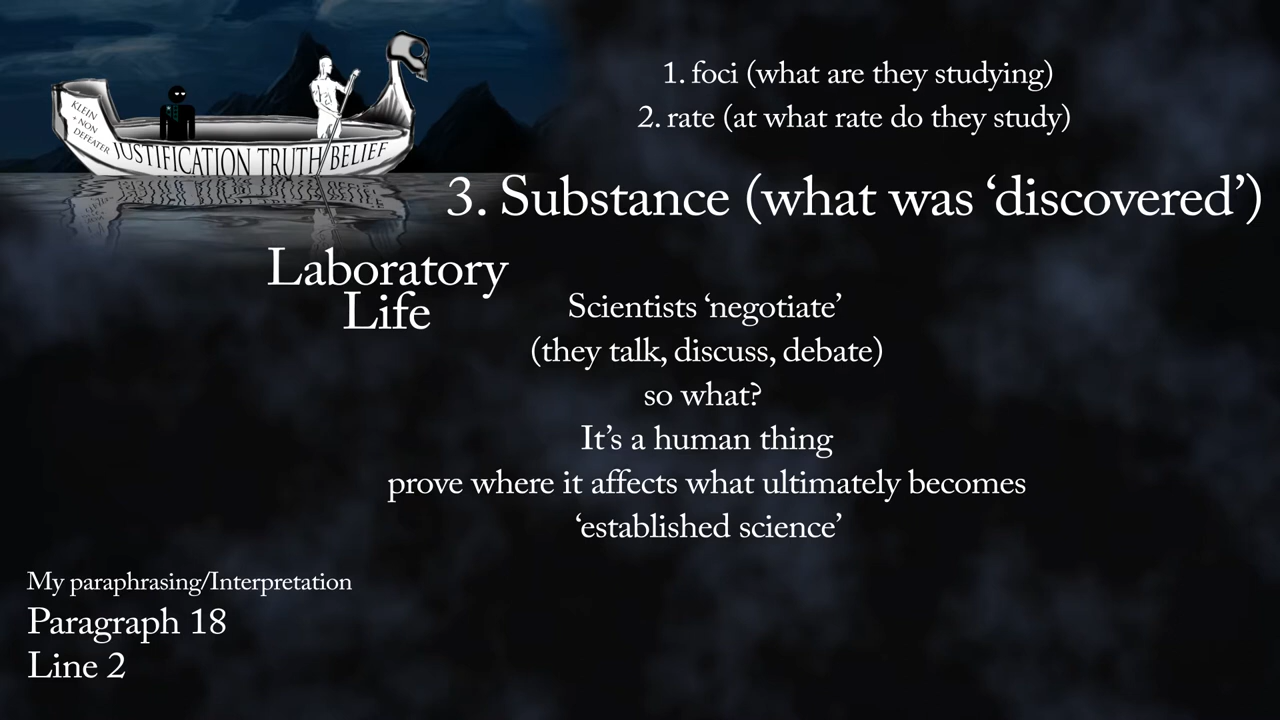 1. foci (what are they studying)
2. rate (at what rate do they study)
KLEIN
+ NON
DEFEATER
JUSTIFICATION TRUTH BELIEF
3. Substance (what was ‘discovered’)
Laboratory
Life
Scientists ‘negotiate’
(they talk, discuss, debate)
so what?
It’s a human thing
prove where it affects what ultimately becomes
‘established science’
My paraphrasing/Interpretation
Paragraph 18
Line 2